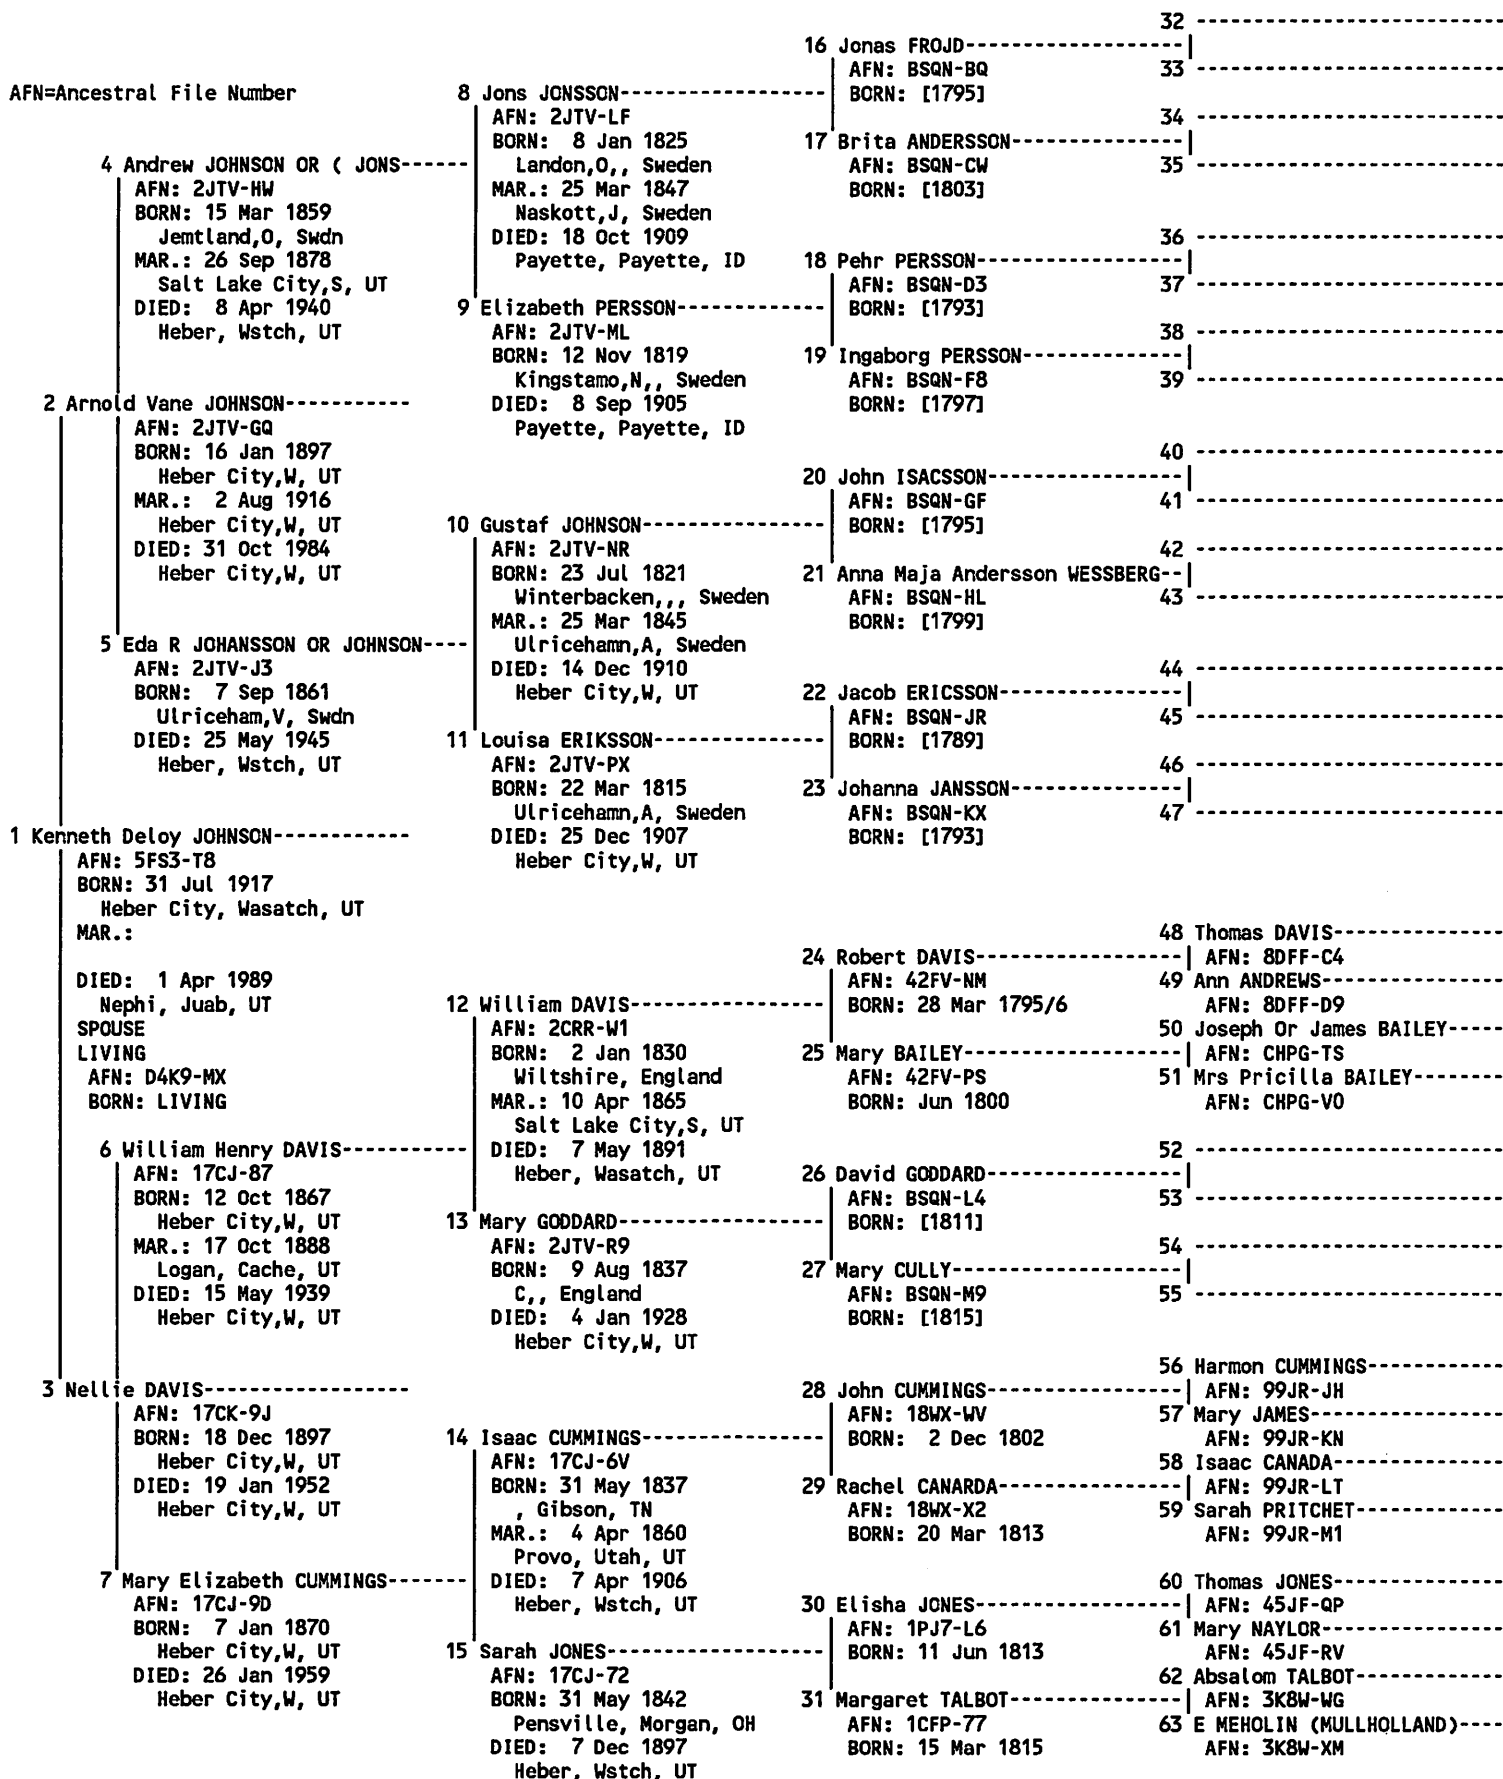 AFN=Ancestral File Number
1 Kenneth Deloy JOHNSON------------
AFN: 5FS3-T8
BORN: 31 Jul 1917
Heber City, Wasatch, UT
MAR.:
DIED: 1 Apr 1989
Nephi, Juab, UT
SPOUSE
LIVING
AFN: D4K9-MX
BORN: LIVING
2 Arnold Vane JOHNSON-----------
AFN: 2JTV-GQ
BORN: 16 Jan 1897
Heber City,W, UT
MAR.: 2 Aug 1916
Heber City,W, UT
DIED: 31 Oct 1984
Heber City,W, UT
3 Nellie DAVIS------------------
AFN: 17CK-9J
BORN: 18 Dec 1897
Heber City,W, UT
DIED: 19 Jan 1952
Heber City,W, UT
4 Andrew JOHNSON OR ( JONS------
AFN: 2JTV-HW
BORN: 15 Mar 1859
Jemtland,O, Swdn
MAR.: 26 Sep 1878
Salt Lake City,S, UT
DIED: 8 Apr 1940
Heber, Wstch, UT
5 Eda R JOHANSSON OR JOHNSON----
AFN: 2JTV-J3
BORN: 7 Sep 1861
Ulriceham,V, Swdn
DIED: 25 May 1945
Heber, Wstch, UT
6 William Henry DAVIS-----------
AFN: 17CJ-87
BORN: 12 Oct 1867
Heber City,W, UT
MAR.: 17 Oct 1888
Logan, Cache, UT
DIED: 15 May 1939
Heber City,W, UT
7 Mary Elizabeth CUMMINGS-------
AFN: 17CJ-9D
BORN: 7 Jan 1870
Heber City,W, UT
DIED: 26 Jan 1959
Heber City,W, UT
8 Jons JONSSON------------------
AFN: 2JTV-LF
BORN: 8 Jan 1825
Landon,O,, Sweden
MAR.: 25 Mar 1847
Naskott,J, Sweden
DIED: 18 Oct 1909
Payette, Payette, ID
9 Elizabeth PERSSON-------------
AFN: 2JTV-ML
BORN: 12 Nov 1819
Kingstamo,N,, Sweden
DIED: 8 Sep 1905
Payette, Payette, ID
10 Gustaf JOHNSON----------------
AFN: 2JTV-NR
BORN: 23 Jul 1821
Winterbacken,,, Sweden
MAR.: 25 Mar 1845
Ulricehamn,A, Sweden
DIED: 14 Dec 1910
Heber City,W, UT
11 Louisa ERIKSSON---------------
AFN: 2JTV-PX
BORN: 22 Mar 1815
Ulricehamn,A, Sweden
DIED: 25 Dec 1907
Heber City,W, UT
12 William DAVIS-----------------
AFN: 2CRR-W1
BORN: 2 Jan 1830
Wiltshire, England
MAR.: 10 Apr 1865
Salt Lake City,S, UT
DIED: 7 May 1891
Heber, Wasatch, UT
13 Mary GODDARD------------------
AFN: 2JTV-R9
BORN: 9 Aug 1837
C,, England
DIED: 4 Jan 1928
Heber City,W, UT
14 Isaac CUMMINGS----------------
AFN: 17CJ-6V
BORN: 31 May 1837
, Gibson, TN
MAR.: 4 Apr 1860
Provo, Utah, UT
DIED: 7 Apr 1906
Heber, Wstch, UT
15 Sarah JONES-------------------
AFN: 17CJ-72
BORN: 31 May 1842
Pensville, Morgan, OH
DIED: 7 Dec 1897
Heber, Wstch, UT
16 Jonas FROJD-------------------|
AFN: BSQN-BQ
BORN: [1795]
17 Brita ANDERSSON---------------|
AFN: BSQN-CW
BORN: [1803]
18 Pehr PERSSON------------------|
AFN: BSQN-D3
BORN: [1793]
19 Ingaborg PERSSON--------------|
AFN: BSQN-F8
BORN: [1797]
20 John ISACSSON-----------------|
AFN: BSQN-GF
BORN: [1795]
21 Anna Maja Andersson WESSBERG--|
AFN: BSQN-HL
BORN: [1799]
22 Jacob ERICSSON----------------|
AFN: BSQN-JR
BORN: [1789]
23 Johanna JANSSON---------------|
AFN: BSQN-KX
BORN: [1793]
24 Robert DAVIS------------------|
AFN: 42FV-NM
BORN: 28 Mar 1795/6
25 Mary BAILEY-------------------|
AFN: 42FV-PS
BORN: Jun 1800
26 David GODDARD-----------------|
AFN: BSQN-L4
BORN: [1811]
27 Mary CULLY--------------------|
AFN: BSQN-M9
BORN: [1815]
28 John CUMMINGS-----------------|
AFN: 18WX-WV
BORN: 2 Dec 1802
29 Rachel CANARDA----------------|
AFN: 18WX-X2
BORN: 20 Mar 1813
30 Elisha JONES------------------|
AFN: 1PJ7-L6
BORN: 11 Jun 1813
31 Margaret TALBOT---------------|
AFN: 1CFP-77
BORN: 15 Mar 1815
32 --------------------------
33 --------------------------
34 --------------------------
35 --------------------------
36 --------------------------
37 --------------------------
38 --------------------------
39 --------------------------
40 --------------------------
41 --------------------------
42 --------------------------
43 --------------------------
44 --------------------------
45 --------------------------
46 --------------------------
47 --------------------------
48 Thomas DAVIS--------------
AFN: 8DFF-C4
49 Ann ANDREWS---------------
AFN: 8DFF-D9
50 Joseph Or James BAILEY-----
AFN: CHPG-TS
51 Mrs Pricilla BAILEY--------
AFN: CHPG-V0
52 --------------------------
53 --------------------------
54 --------------------------
55 --------------------------
56 Harmon CUMMINGS-----------
AFN: 99JR-JH
57 Mary JAMES----------------
AFN: 99JR-KN
58 Isaac CANADA--------------
AFN: 99JR-LT
59 Sarah PRITCHET------------
AFN: 99JR-M1
60 Thomas JONES--------------
AFN: 45JF-QP
61 Mary NAYLOR---------------
AFN: 45JF-RV
62 Absalom TALBOT------------
AFN: 3K8W-WG
63 E MEHOLIN (MULLHOLLAND)----
AFN: 3K8W-XM